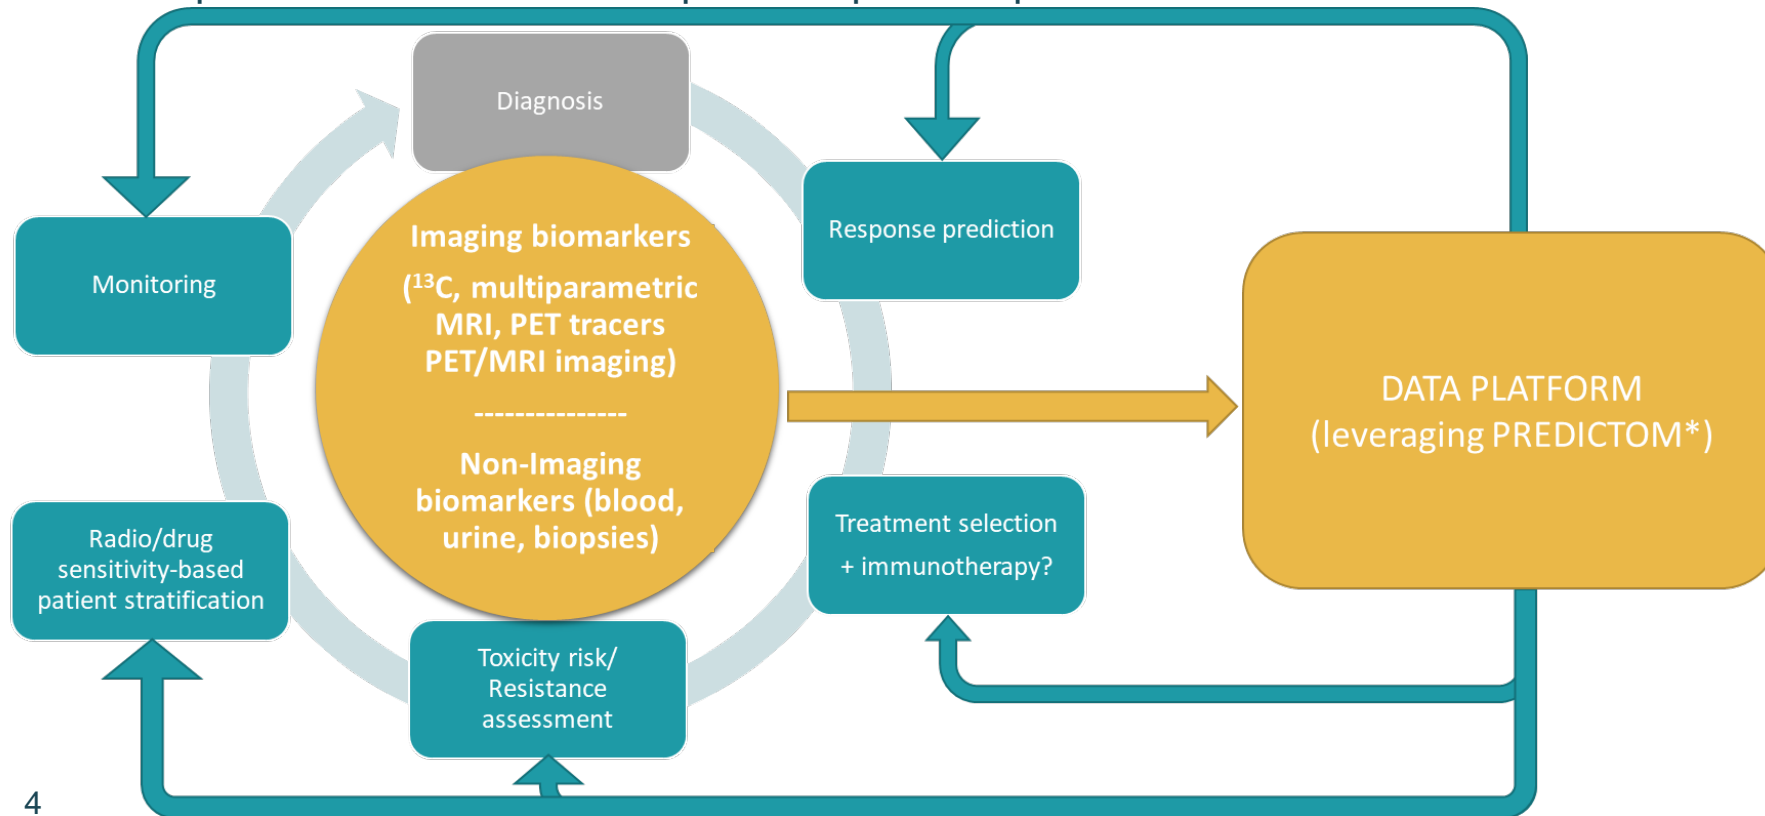 Diagnosis
Response prediction
Monitoring
Imaging biomarkers
(¹³C, multiparametric
MRI, PET tracers
PET/MRI imaging)
---------------
Non-Imaging
biomarkers (blood,
urine, biopsies)
DATA PLATFORM
(leveraging PREDICTOM*)
Treatment selection
+ immunotherapy?
Radio/drug
sensitivity-based
patient stratification
Toxicity risk/
Resistance
assessment
4